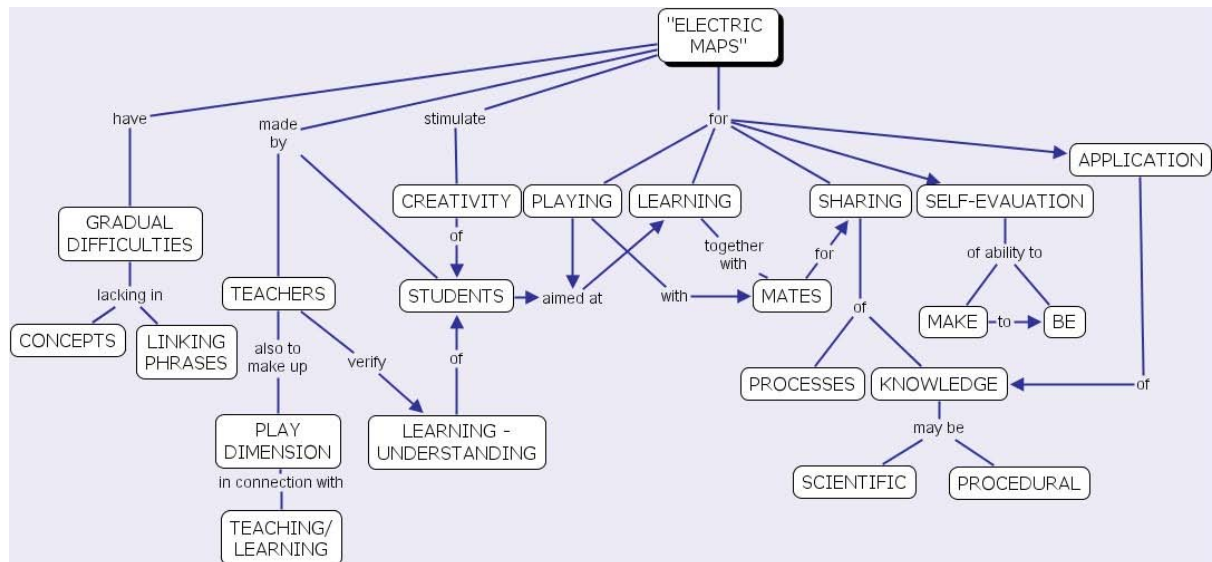 "ELECTRIC
MAPS"
have
made
by
stimulate
for
APPLICATION
CREATIVITY
PLAYING
LEARNING
SHARING
SELF-EVAUATION
GRADUAL
DIFFICULTIES
of
together
with
for
of ability to
lacking in
TEACHERS
STUDENTS
aimed at
with
MATES
of
MAKE
to
BE
CONCEPTS
LINKING
PHRASES
also to
make up
verify
of
PROCESSES
KNOWLEDGE
of
PLAY
DIMENSION
LEARNING -
UNDERSTANDING
may be
in connection with
SCIENTIFIC
PROCEDURAL
TEACHING/
LEARNING